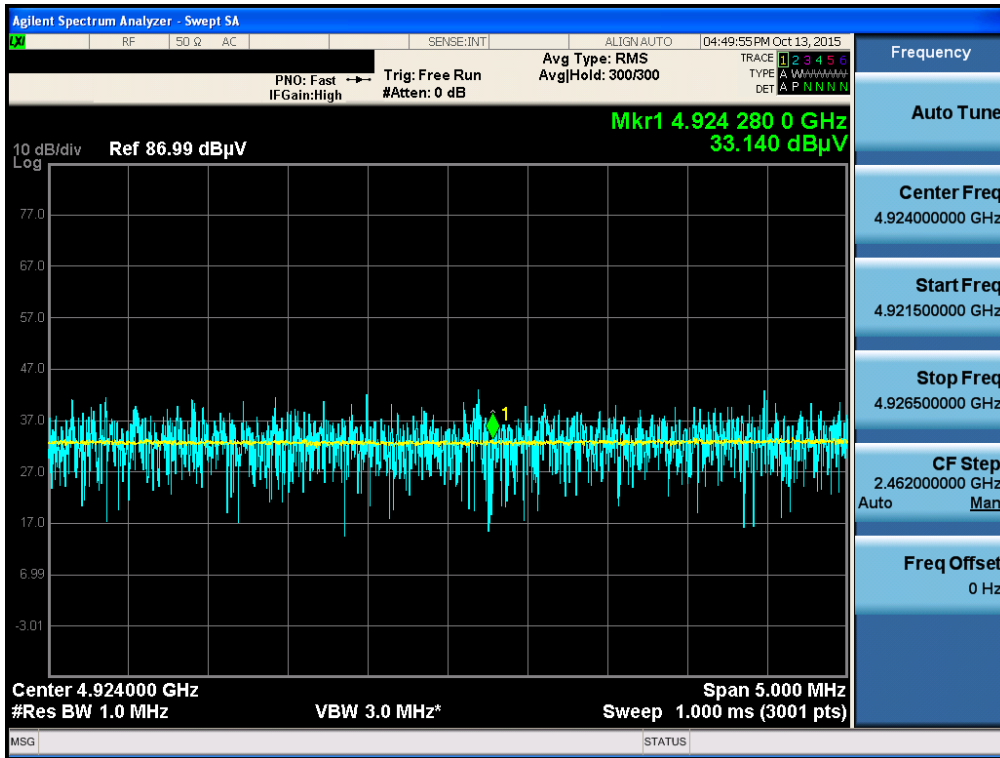 Agilent Spectrum Analyzer - Swept SA
LXI RF 50 Ω AC SENSE:INT ALIGN AUTO 04:49:55 PM Oct 13, 2015
PNO: Fast Trig: Free Run Avg Type: RMS TRACE 1 2 3 4 5 6
IFGain:High #Atten: 0 dB Avg|Hold: 300/300 TYPE A WWWWW
DET A P N N N N
Mkr1 4.924 280 0 GHz
33.140 dBµV
10 dB/div Ref 86.99 dBµV
Log
77.0
67.0
57.0
47.0
37.0
1
27.0
17.0
6.99
-3.01
Center 4.924000 GHz Span 5.000 MHz
#Res BW 1.0 MHz VBW 3.0 MHz* Sweep 1.000 ms (3001 pts)
MSG STATUS
Frequency
Auto Tune
Center Freq
4.924000000 GHz
Start Freq
4.921500000 GHz
Stop Freq
4.926500000 GHz
CF Step
2.462000000 GHz
Auto Man
Freq Offset
0 Hz